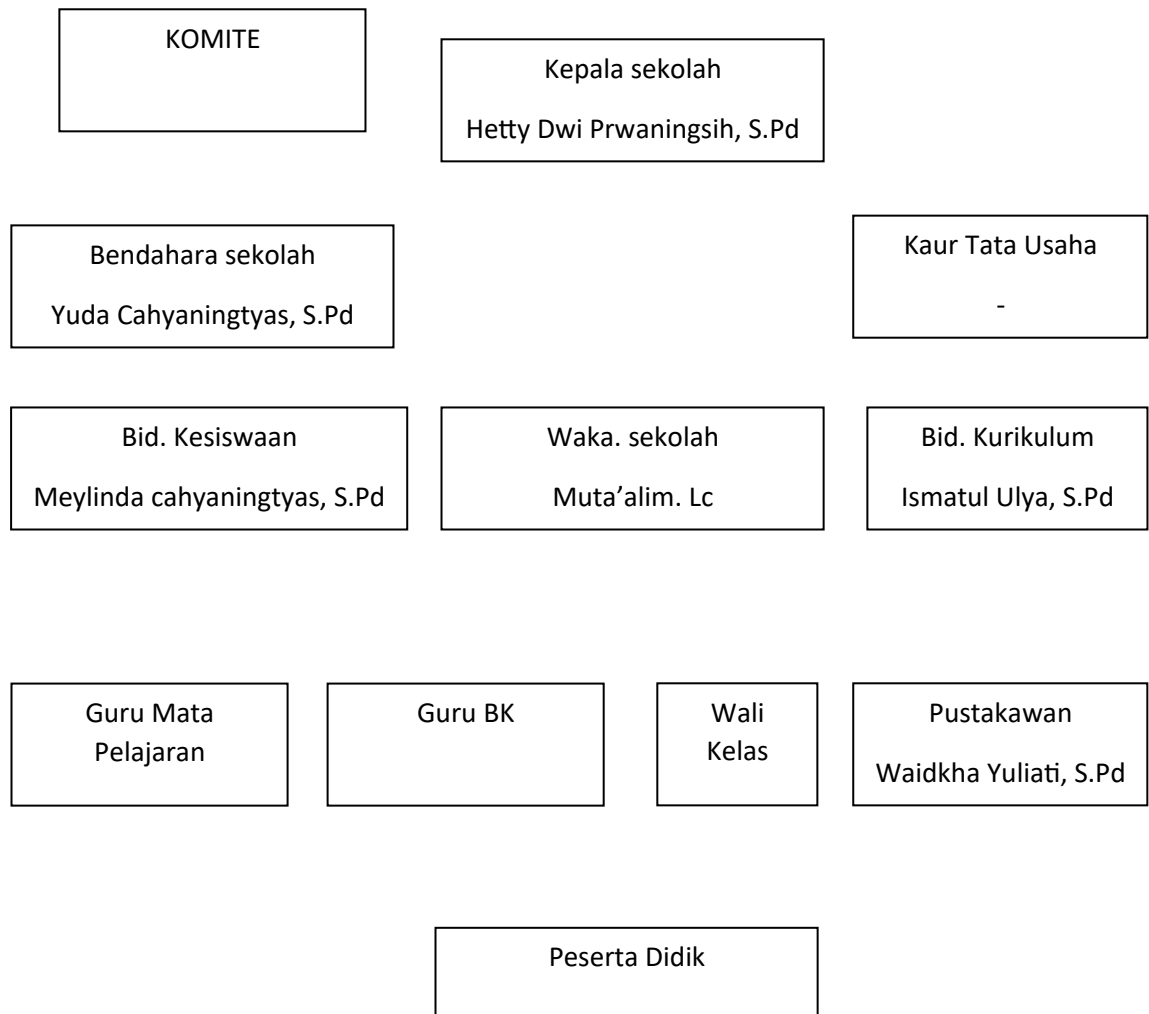 KOMITE
Kepala sekolah
Hetty Dwi Prwaningsih, S.Pd
Bendahara sekolah
Yuda Cahyaningtyas, S.Pd
Kaur Tata Usaha
-
Bid. Kesiswaan
Meylinda cahyaningtyas, S.Pd
Waka. sekolah
Muta’alim. Lc
Bid. Kurikulum
Ismatul Ulya, S.Pd
Guru Mata
Pelajaran
Guru BK
Wali
Kelas
Pustakawan
Waidkha Yuliati, S.Pd
Peserta Didik